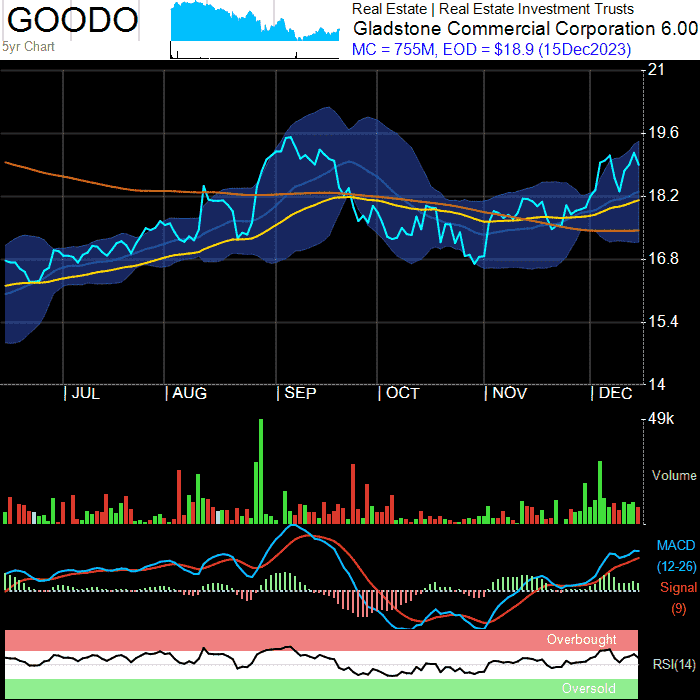 GOODO
5yr Chart
Real Estate | Real Estate Investment Trusts
Gladstone Commercial Corporation 6.00
MC = 755M, EOD = $18.9 (15Dec2023)
21
19.6
18.2
16.8
15.4
14
| JUL | AUG | SEP | OCT | NOV | DEC
49k
Volume
MACD
(12-26)
Signal
(9)
Overbought
RSI(14)
Oversold